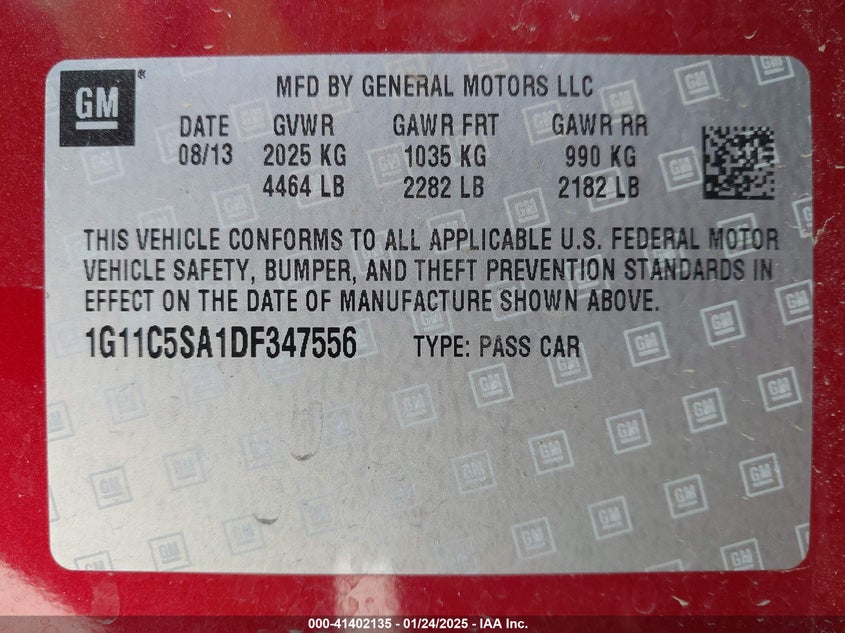 GM
MFD BY GENERAL MOTORS LLC
DATE GVWR GAWR FRT GAWR RR
08/13 2025 KG 1035 KG 990 KG
4464 LB 2282 LB 2182 LB
THIS VEHICLE CONFORMS TO ALL APPLICABLE U.S. FEDERAL MOTOR
VEHICLE SAFETY, BUMPER, AND THEFT PREVENTION STANDARDS IN
EFFECT ON THE DATE OF MANUFACTURE SHOWN ABOVE.
1G11C5SA1DF347556 TYPE: PASS CAR
000-41402135 - 01/24/2025 - IAA Inc.